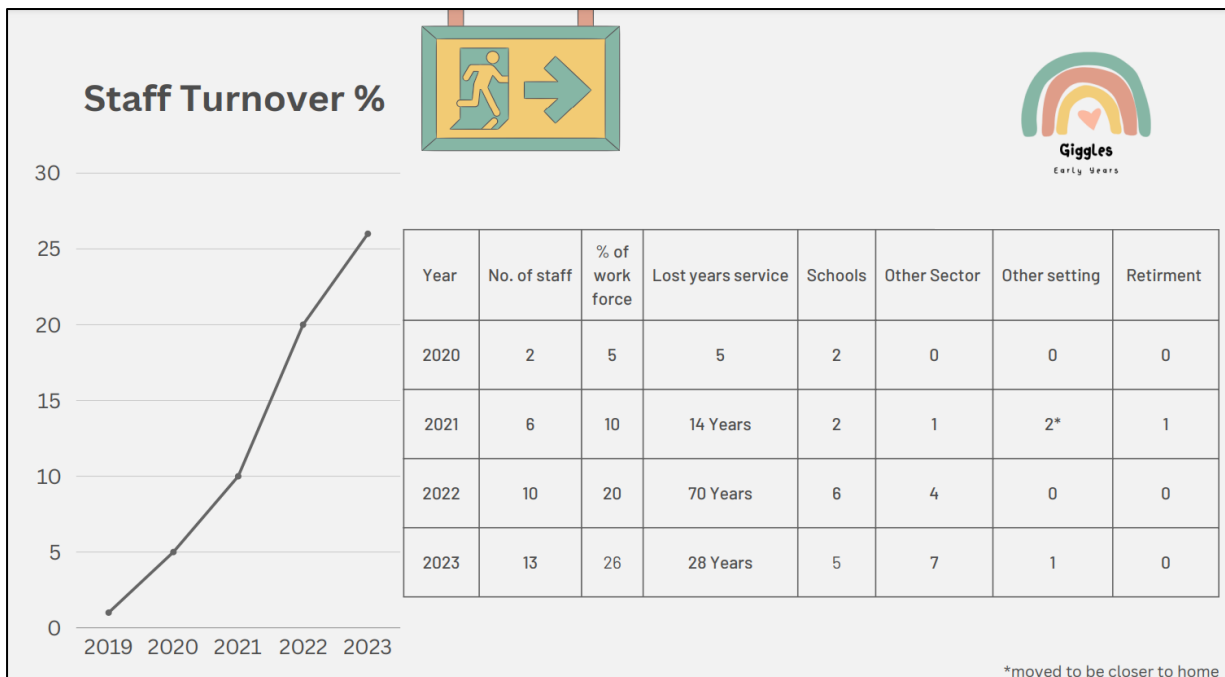 Staff Turnover %
Giggles
Early Years
30
25
20
15
10
5
0
2019 2020 2021 2022 2023
Year No. of staff % of work force Lost years service Schools Other Sector Other setting Retirment
2020 2 5 5 2 0 0 0
2021 6 10 14 Years 2 1 2* 1
2022 10 20 70 Years 6 4 0 0
2023 13 26 28 Years 5 7 1 0
*moved to be closer to home